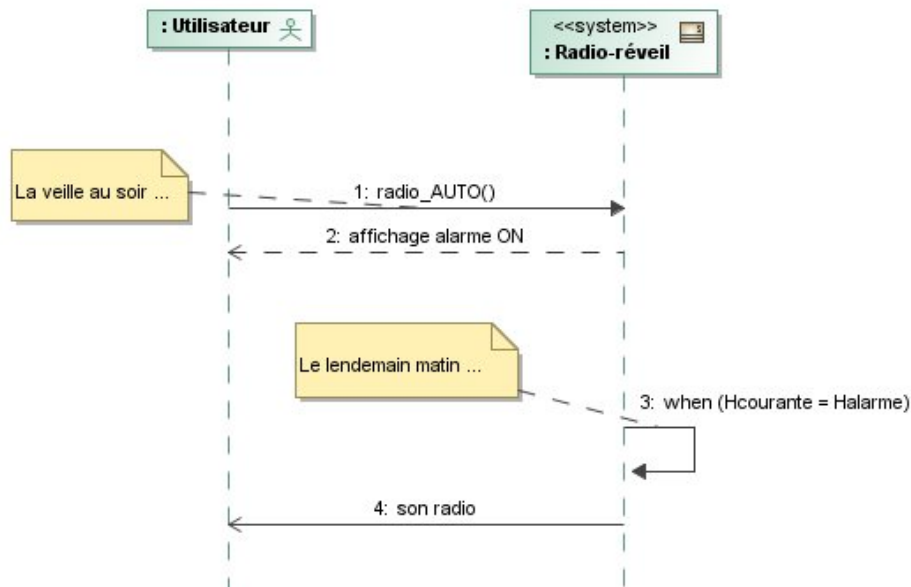 : Utilisateur
<<system>>
: Radio-réveil
La veille au soir ...
1: radio_AUTO()
2: affichage alarme ON
Le lendemain matin ...
3: when (Hcourante = Halarme)
4: son radio